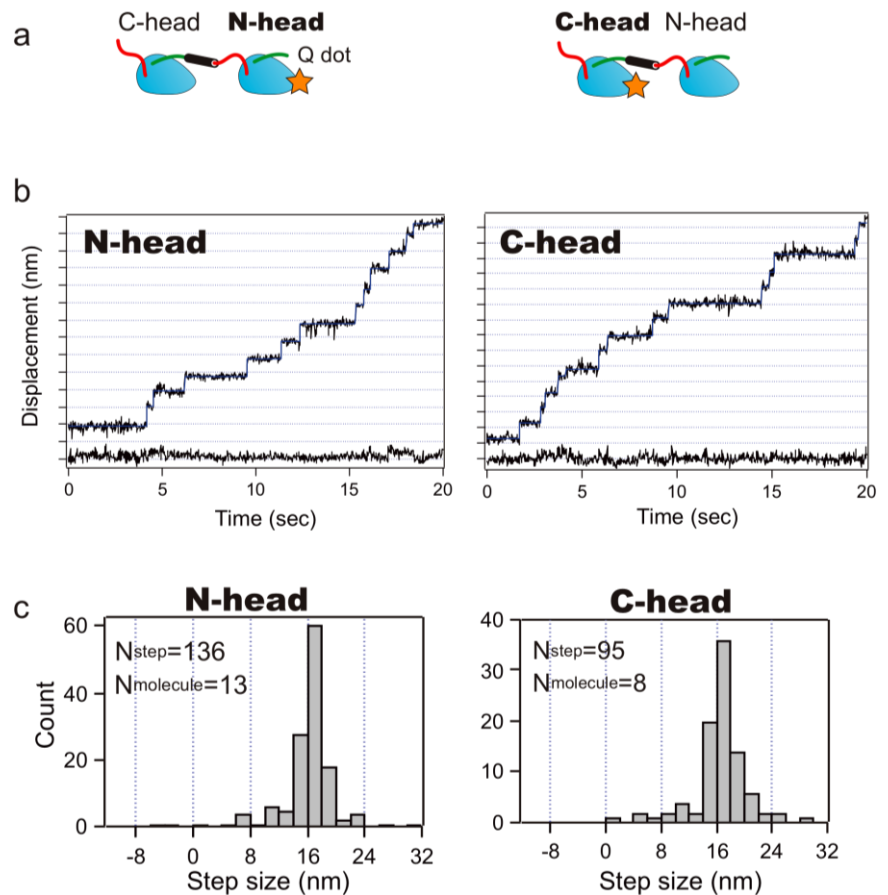 a
C-head N-head
Q dot
C-head N-head
b
N-head
Displacement (nm)
0 5 10 15 20
Time (sec)
C-head
0 5 10 15 20
Time (sec)
c
N-head
Nstep=136
Nmolecule=13
Count
60
40
20
0
-8 0 8 16 24 32
Step size (nm)
C-head
Nstep=95
Nmolecule=8
40
30
20
10
0
-8 0 8 16 24 32
Step size (nm)